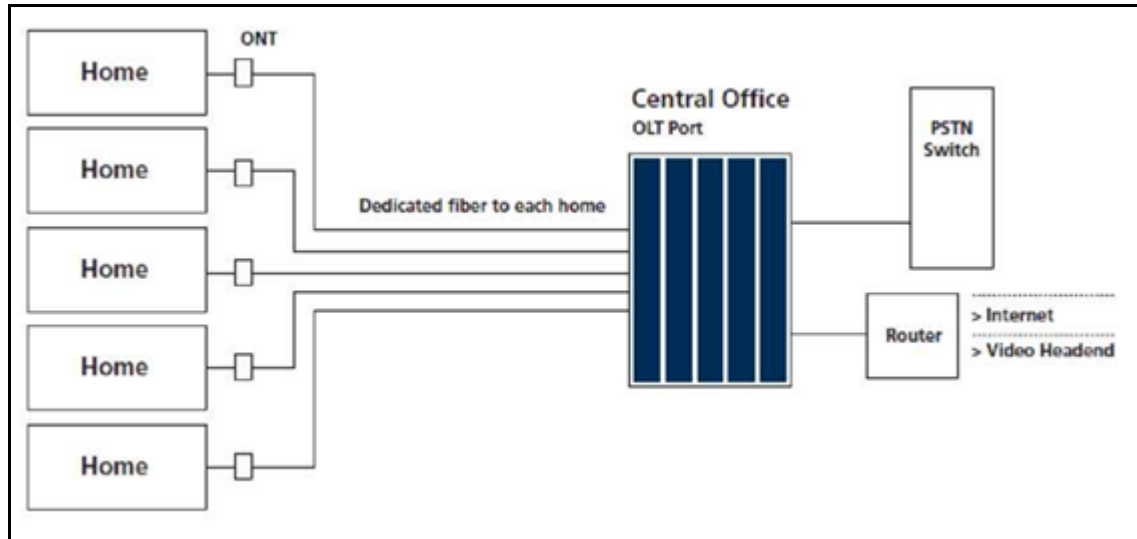 ONT
Home
Home
Home
Home
Home
Central Office
OLT Port
Dedicated fiber to each home
PSTN
Switch
Router
> Internet
> Video Headend